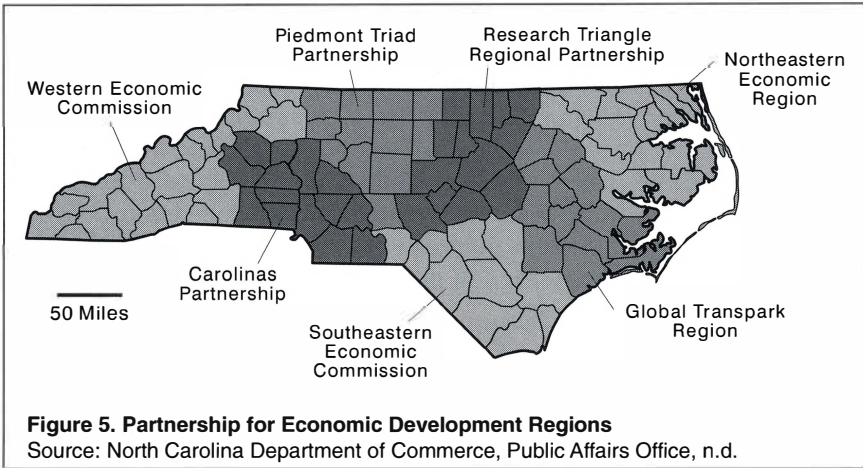 Piedmont Triad
Partnership
Research Triangle
Regional Partnership
Northeastern
Economic
Region
Western Economic
Commission
Carolinas
Partnership
50 Miles
Southeastern
Economic
Commission
Global Transpark
Region
Figure 5. Partnership for Economic Development Regions
Source: North Carolina Department of Commerce, Public Affairs Office, n.d.